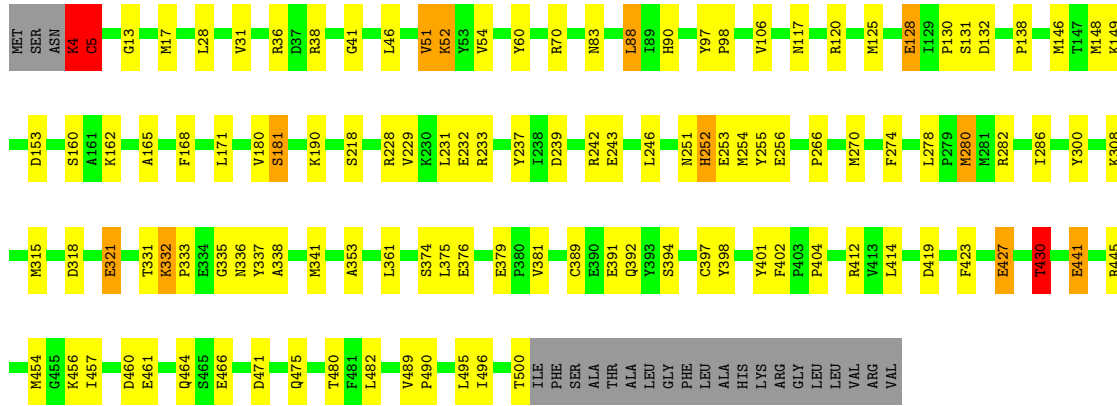 MET SER ASN K4 C5 G13 M17 L28 V31 R36 D37 R38 G41 L46 V51 K52 Y53 V54 Y60 R70 N83 L88 I89 H90 Y97 P98 V106 N117 R120 M125 E128 I129 P130 S131 D132 P138 M146 T147 M148 K149
D153 S160 A161 K162 A165 F168 L171 V180 S181 K190 S218 R228 V229 K230 L231 E232 R233 Y237 I238 D239 R242 E243 L246 N251 H252 E253 M254 Y255 E256 P266 M270 F274 L278 P279 M280 M281 R282 I286 Y300 K308
M315 D318 E321 T331 K332 P333 E334 G335 N336 Y337 A338 M341 A353 L361 S374 L375 E376 E379 P380 V381 C389 E390 E391 Q392 Y393 S394 C397 Y398 Y401 F402 P403 P404 R412 V413 L414 D419 F423 E427 T430 E441 R445
M454 G455 K456 I457 D460 E461 Q464 S465 E466 D471 Q475 T480 F481 L482 V489 P490 L495 I496 T500 ILE PHE SER ALA THR ALA LEU GLY PHE LEU ALA HIS LYS ARG GLY LEU LEU VAL ARG VAL